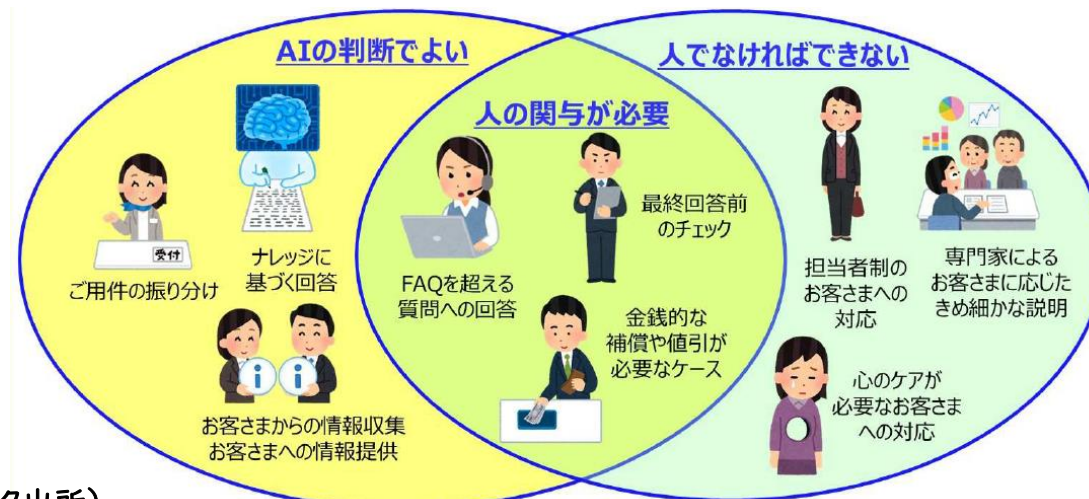 AIの判断でよい
人でなければできない
人の関与が必要
受付
ご用件の振り分け
ナレッジに
基づく回答
お客さまからの情報収集
お客さまへの情報提供
FAQを超える
質問への回答
最終回答前
のチェック
金銭的な
補償や値引が
必要なケース
担当者制の
お客さまへの
対応
専門家による
お客さまに応じた
きめ細かな説明
心のケアが
必要なお客さま
への対応